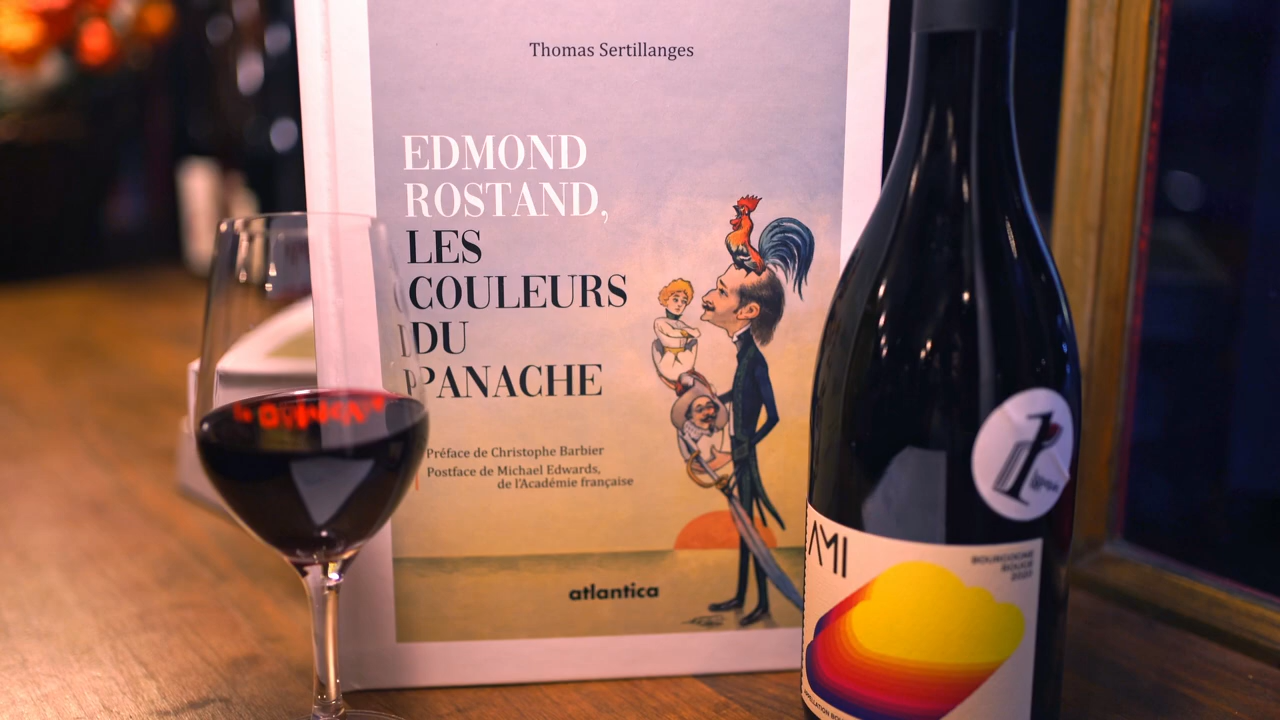 Thomas Sertillanges
EDMOND
ROSTAND,
LES
COULEURS
DU
PANACHE
Préface de Christophe Barbier
Postface de Michael Edwards,
de l'Académie française
atlantica
AMI
BOURGOGNE
ROUGE
2020
1